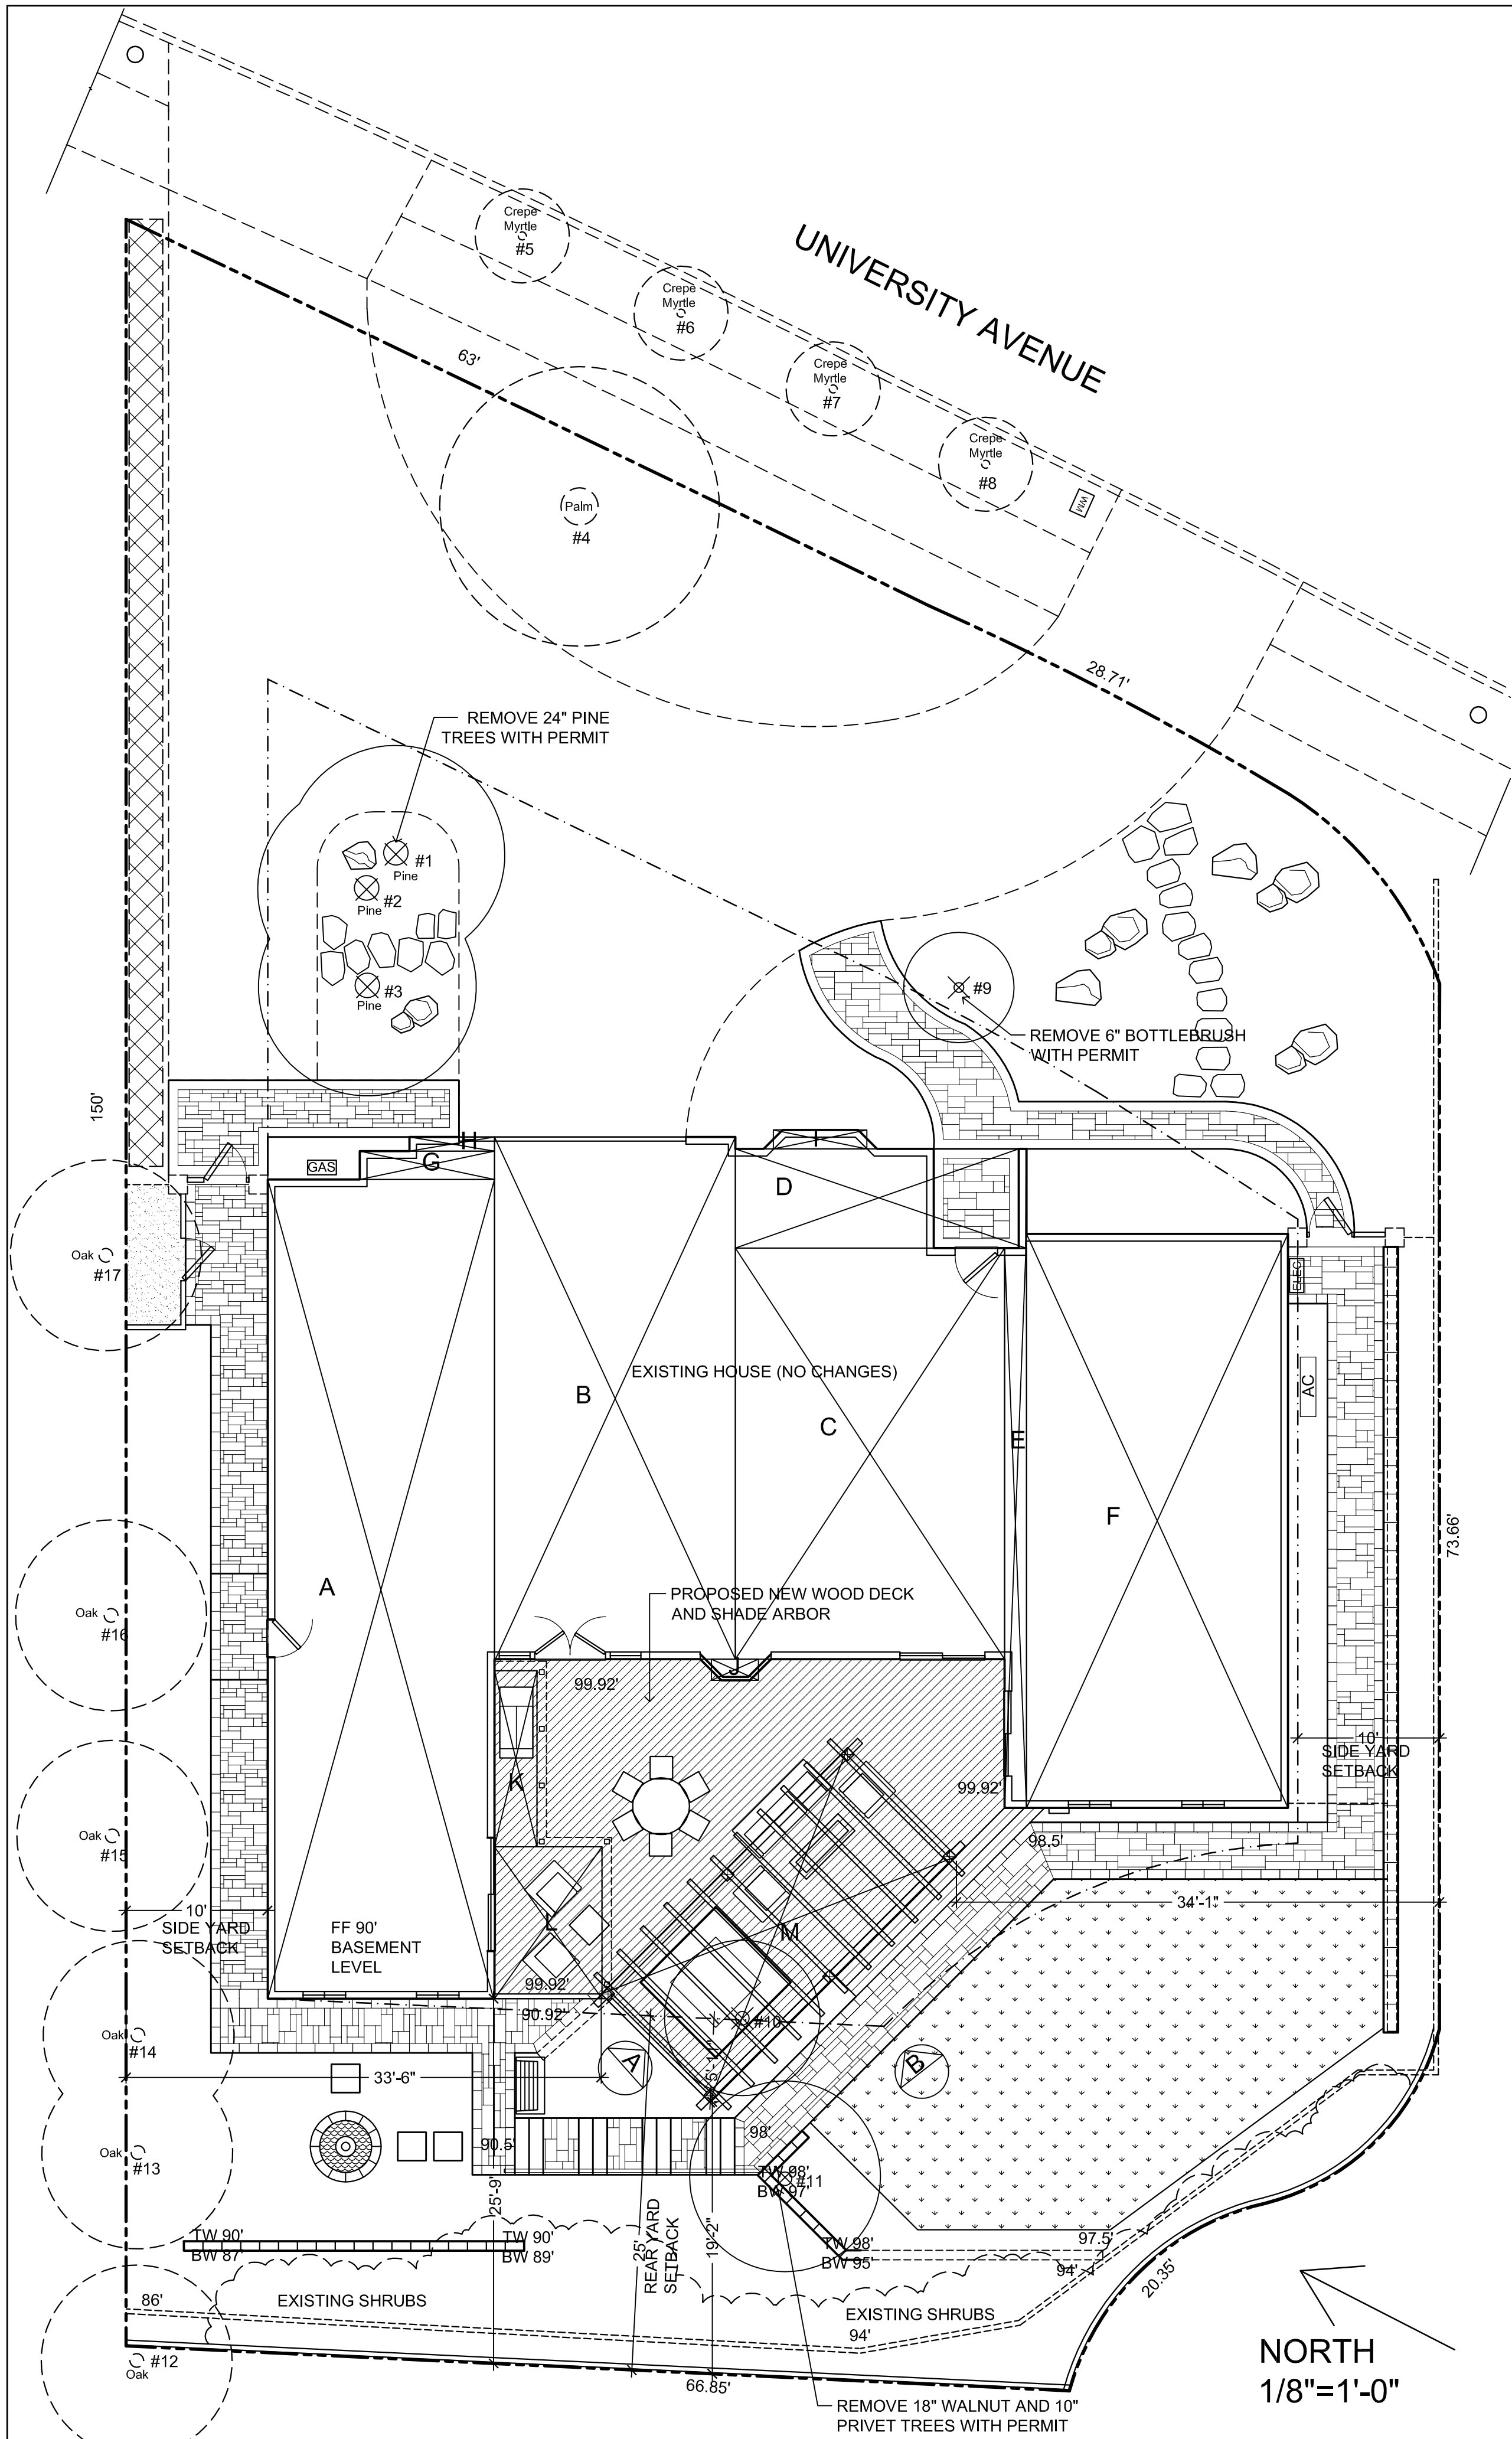 Crepe
Myrtle
#5
Crepe
Myrtle
#6
UNIVERSITY AVENUE
63'
Crepe
Myrtle
#7
Crepe
Myrtle
#8
WM
Palm
#4
28.71'
REMOVE 24" PINE
TREES WITH PERMIT
#1
Pine
#2
Pine
#3
Pine
#9
REMOVE 6" BOTTLEBRUSH
WITH PERMIT
150'
H
I
G
GAS
D
Oak
#17
ELEC
EXISTING HOUSE (NO CHANGES)
AC
B
C
E
F
73.66'
A
PROPOSED NEW WOOD DECK
AND SHADE ARBOR
Oak
#16
J
99.92'
10'
SIDE YARD
SETBACK
K
99.92'
Oak
#15
98.5'
34'-1"
10'
SIDE YARD
SETBACK
FF 90'
BASEMENT
LEVEL
L
M
99.92'
90.92'
#10
Oak
#14
A
B
33'-6"
98'
90.5'
Oak
#13
TW 98'
BW 97'
#11
25'-9"
25'
REAR YARD
SETBACK
19'-2"
TW 90'
BW 87'
TW 90'
BW 89'
TW 98'
BW 95'
97.5'
94'
20.35'
86'
EXISTING SHRUBS
EXISTING SHRUBS
94'
#12
Oak
66.85'
REMOVE 18" WALNUT AND 10"
PRIVET TREES WITH PERMIT
NORTH
1/8"=1'-0"